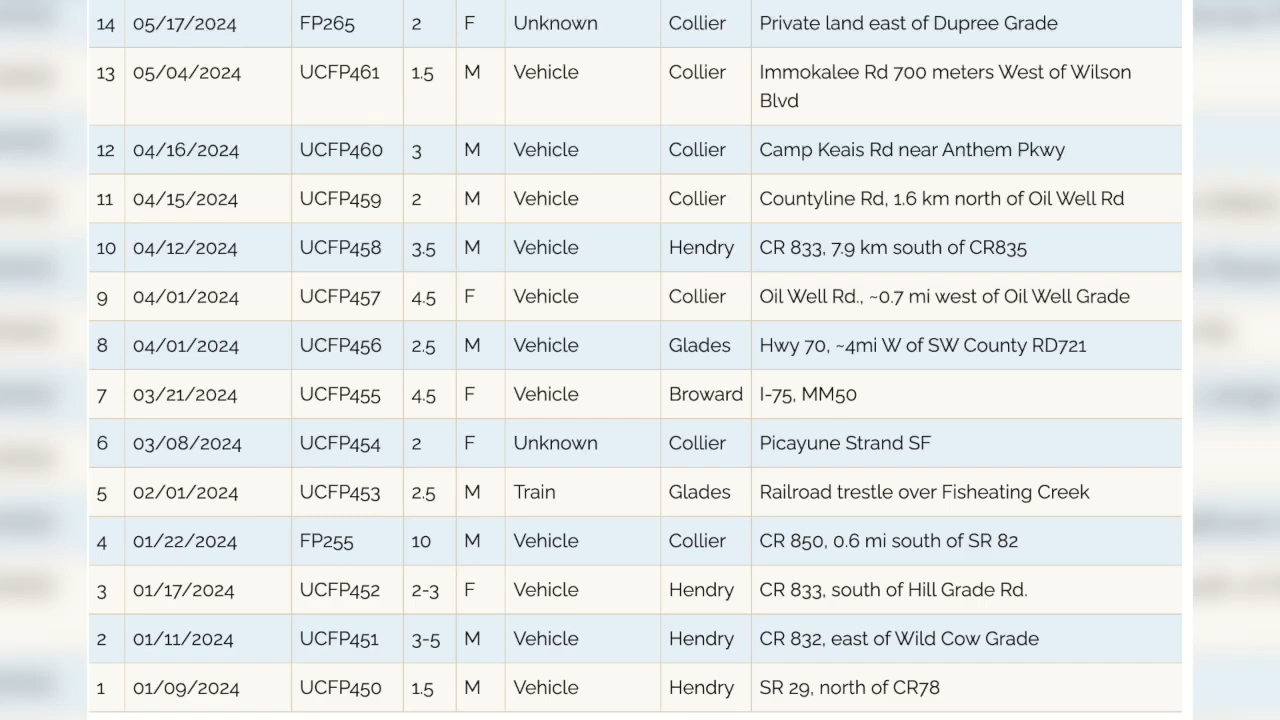 14 05/17/2024 FP265 2 F Unknown Collier Private land east of Dupree Grade
13 05/04/2024 UCFP461 1.5 M Vehicle Collier Immokalee Rd 700 meters West of Wilson
Blvd
12 04/16/2024 UCFP460 3 M Vehicle Collier Camp Keais Rd near Anthem Pkwy
11 04/15/2024 UCFP459 2 M Vehicle Collier Countyline Rd, 1.6 km north of Oil Well Rd
10 04/12/2024 UCFP458 3.5 M Vehicle Hendry CR 833, 7.9 km south of CR835
9 04/01/2024 UCFP457 4.5 F Vehicle Collier Oil Well Rd., ~0.7 mi west of Oil Well Grade
8 04/01/2024 UCFP456 2.5 M Vehicle Glades Hwy 70, ~4mi W of SW County RD721
7 03/21/2024 UCFP455 4.5 F Vehicle Broward I-75, MM50
6 03/08/2024 UCFP454 2 F Unknown Collier Picayune Strand SF
5 02/01/2024 UCFP453 2.5 M Train Glades Railroad trestle over Fisheating Creek
4 01/22/2024 FP255 10 M Vehicle Collier CR 850, 0.6 mi south of SR 82
3 01/17/2024 UCFP452 2-3 F Vehicle Hendry CR 833, south of Hill Grade Rd.
2 01/11/2024 UCFP451 3-5 M Vehicle Hendry CR 832, east of Wild Cow Grade
1 01/09/2024 UCFP450 1.5 M Vehicle Hendry SR 29, north of CR78